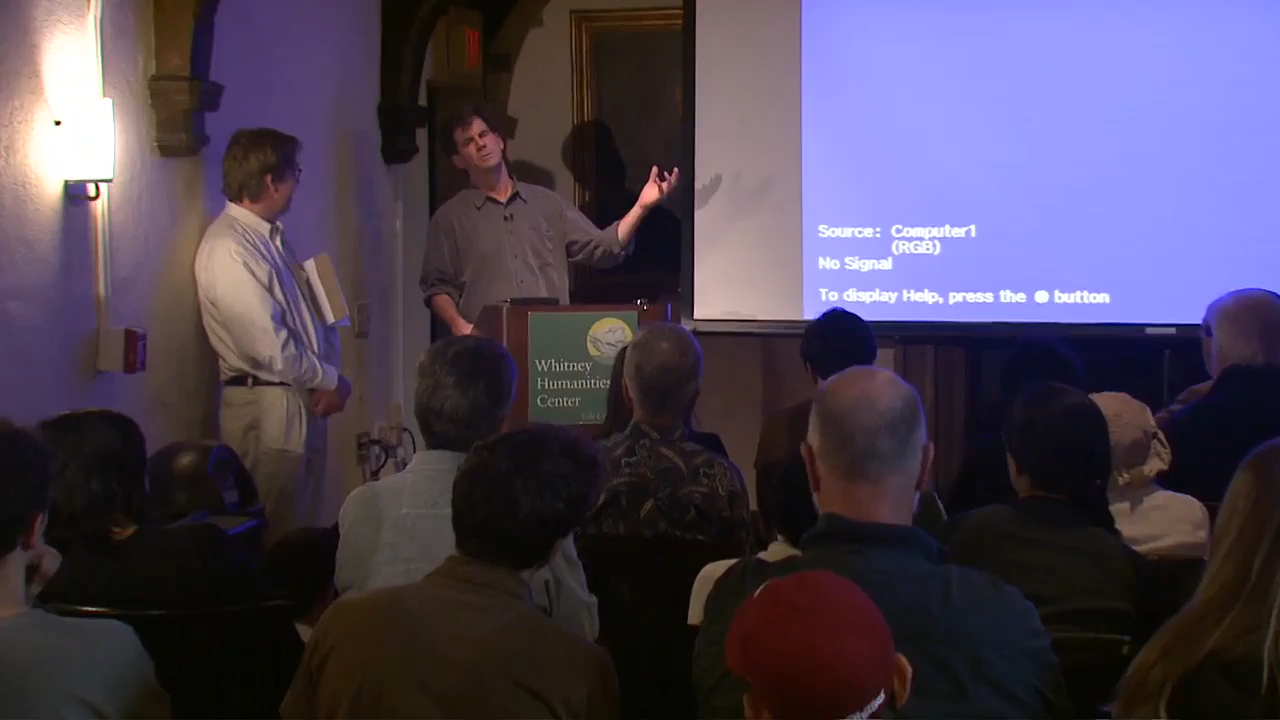 Source: Computer1
(RGB)
No Signal
To display Help, press the button
Whitney
Humanities
Center